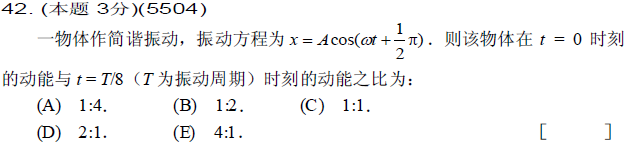 42. (本题 3分)(5504)
一物体作简谐振动，振动方程为 x = Acos(ωt + 1/2 π)．则该物体在 t = 0 时刻
的动能与 t = T/8（T 为振动周期）时刻的动能之比为：
(A) 1:4． (B) 1:2． (C) 1:1．
(D) 2:1． (E) 4:1． [ ]